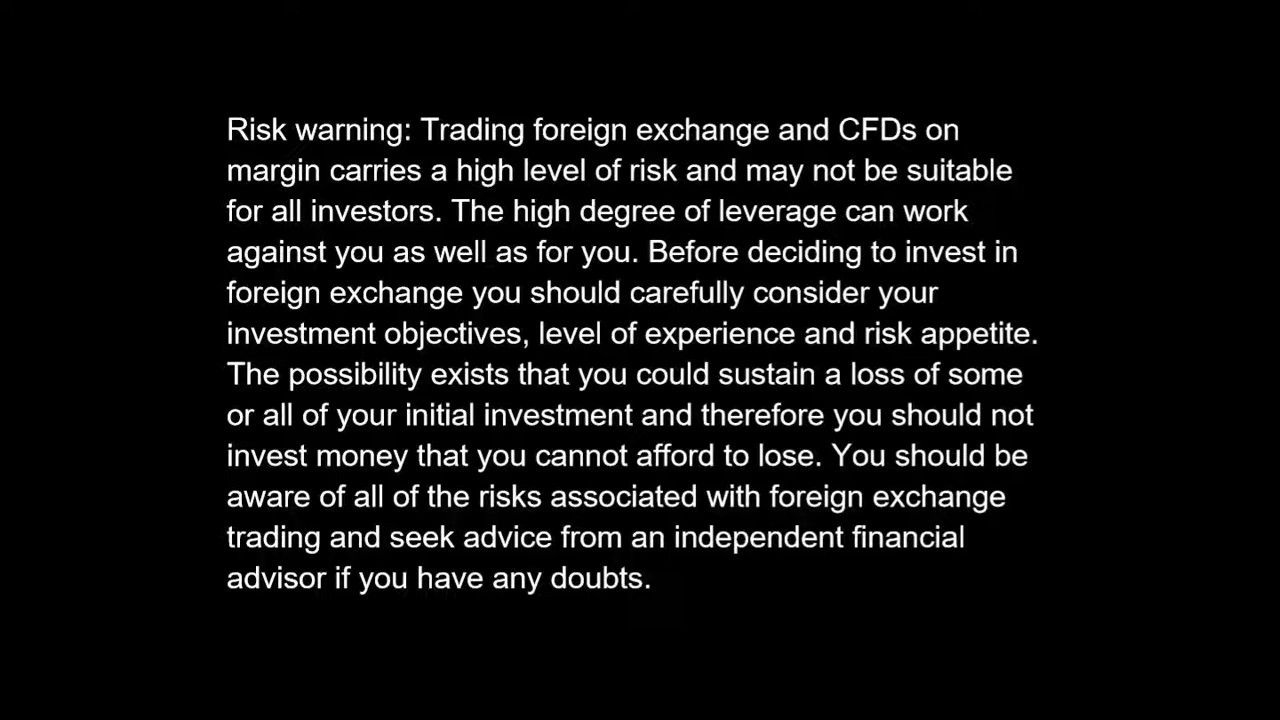 Risk warning: Trading foreign exchange and CFDs on
margin carries a high level of risk and may not be suitable
for all investors. The high degree of leverage can work
against you as well as for you. Before deciding to invest in
foreign exchange you should carefully consider your
investment objectives, level of experience and risk appetite.
The possibility exists that you could sustain a loss of some
or all of your initial investment and therefore you should not
invest money that you cannot afford to lose. You should be
aware of all of the risks associated with foreign exchange
trading and seek advice from an independent financial
advisor if you have any doubts.